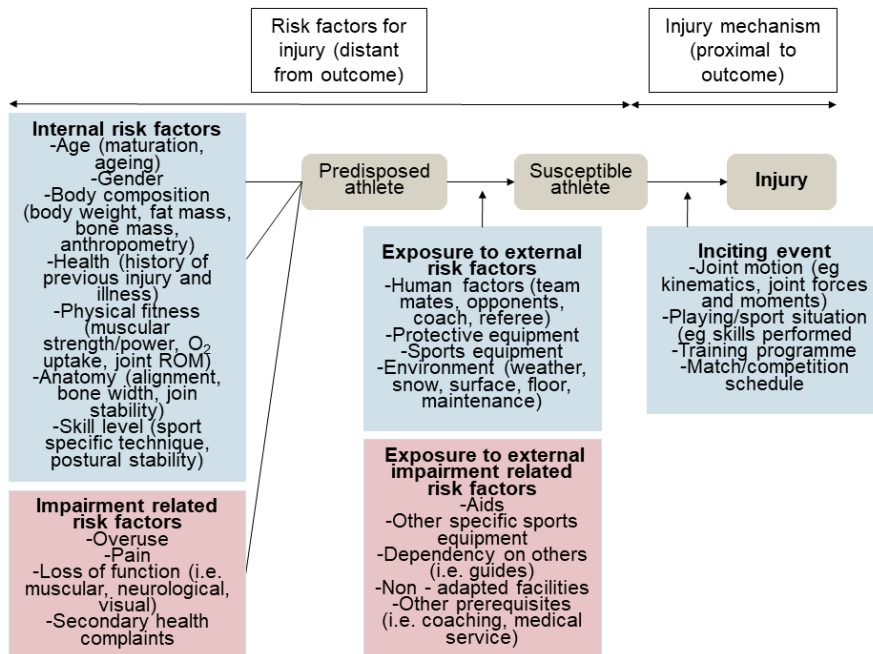 Risk factors for
injury (distant
from outcome)
Injury mechanism
(proximal to
outcome)
Internal risk factors
-Age (maturation,
ageing)
-Gender
-Body composition
(body weight, fat mass,
bone mass,
anthropometry)
-Health (history of
previous injury and
illness)
-Physical fitness
(muscular
strength/power, O₂
uptake, joint ROM)
-Anatomy (alignment,
bone width, join
stability)
-Skill level (sport
specific technique,
postural stability)
Impairment related
risk factors
-Overuse
-Pain
-Loss of function (i.e.
muscular, neurological,
visual)
-Secondary health
complaints
Predisposed
athlete
Susceptible
athlete
Injury
Exposure to external
risk factors
-Human factors (team
mates, opponents,
coach, referee)
-Protective equipment
-Sports equipment
-Environment (weather,
snow, surface, floor,
maintenance)
Exposure to external
impairment related
risk factors
-Aids
-Other specific sports
equipment
-Dependency on others
(i.e. guides)
-Non - adapted facilities
-Other prerequisites
(i.e. coaching, medical
service)
Inciting event
-Joint motion (eg
kinematics, joint forces
and moments)
-Playing/sport situation
(eg skills performed
-Training programme
-Match/competition
schedule